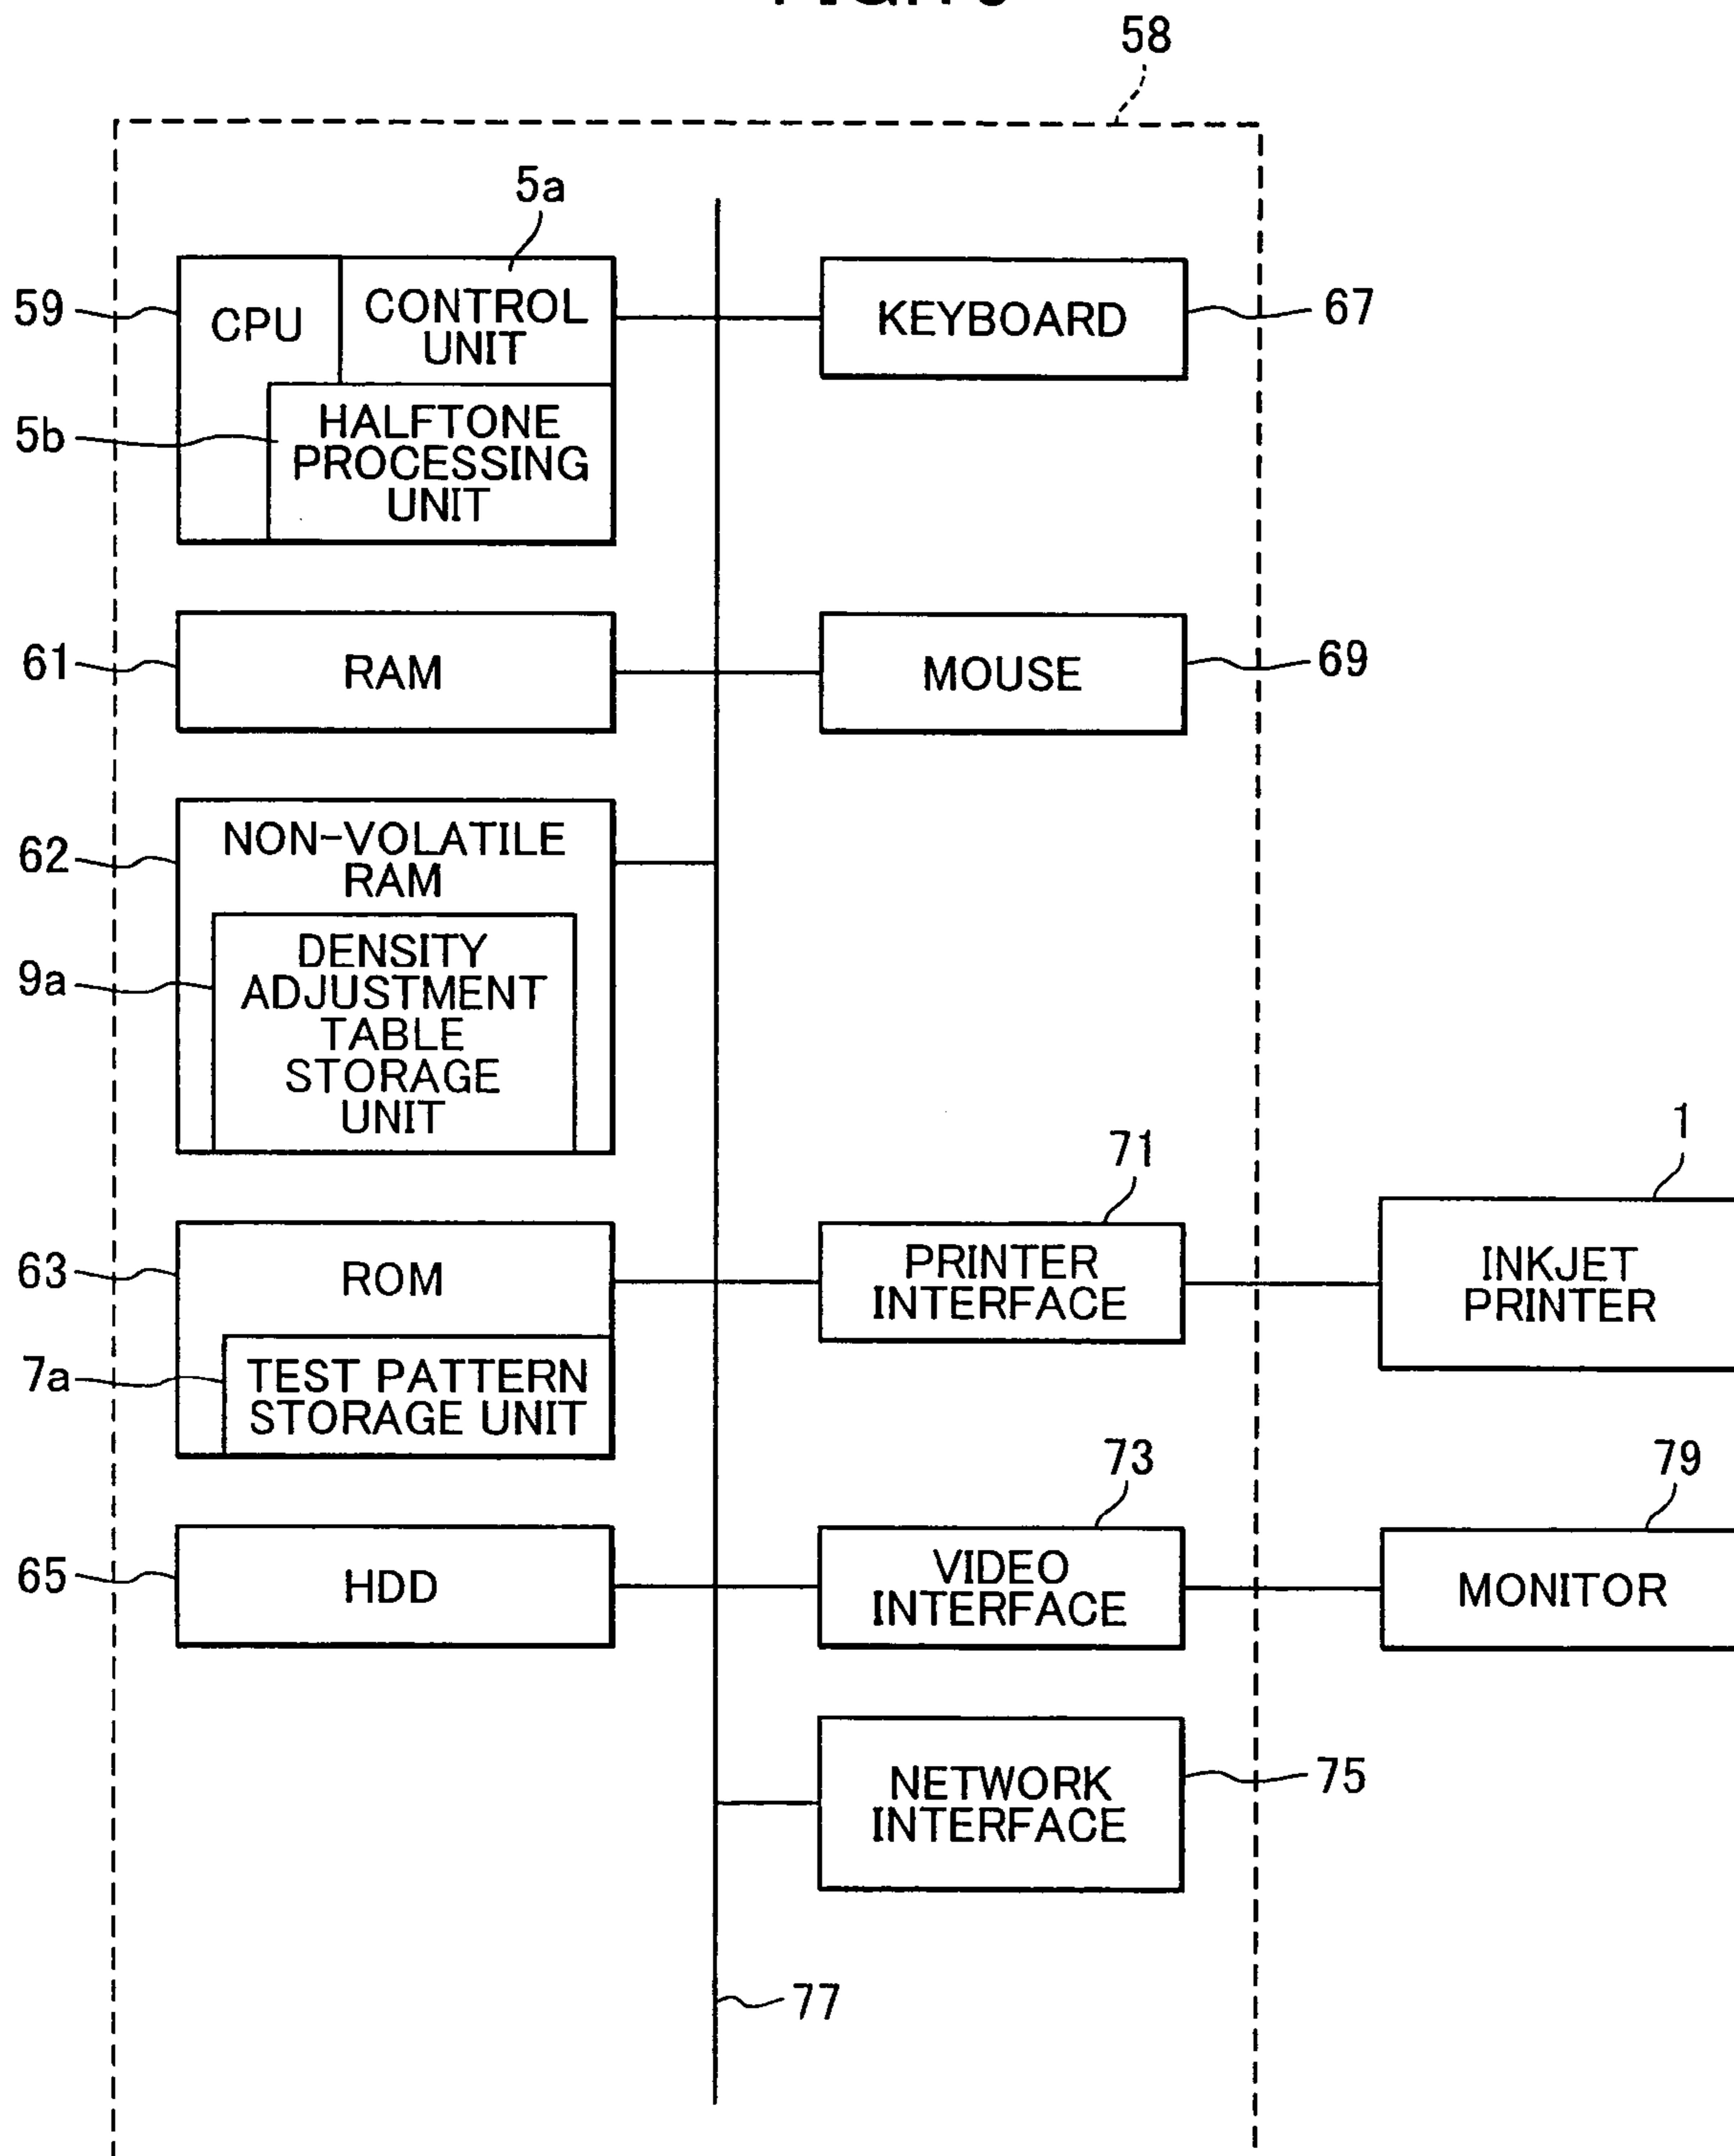 58
5a
59
CPU
CONTROL
UNIT
KEYBOARD
67
5b
HALFTONE
PROCESSING
UNIT
61
RAM
MOUSE
69
62
NON-VOLATILE
RAM
9a
DENSITY
ADJUSTMENT
TABLE
STORAGE
UNIT
71
1
63
ROM
PRINTER
INTERFACE
INKJET
PRINTER
7a
TEST PATTERN
STORAGE UNIT
73
79
65
HDD
VIDEO
INTERFACE
MONITOR
NETWORK
INTERFACE
75
77